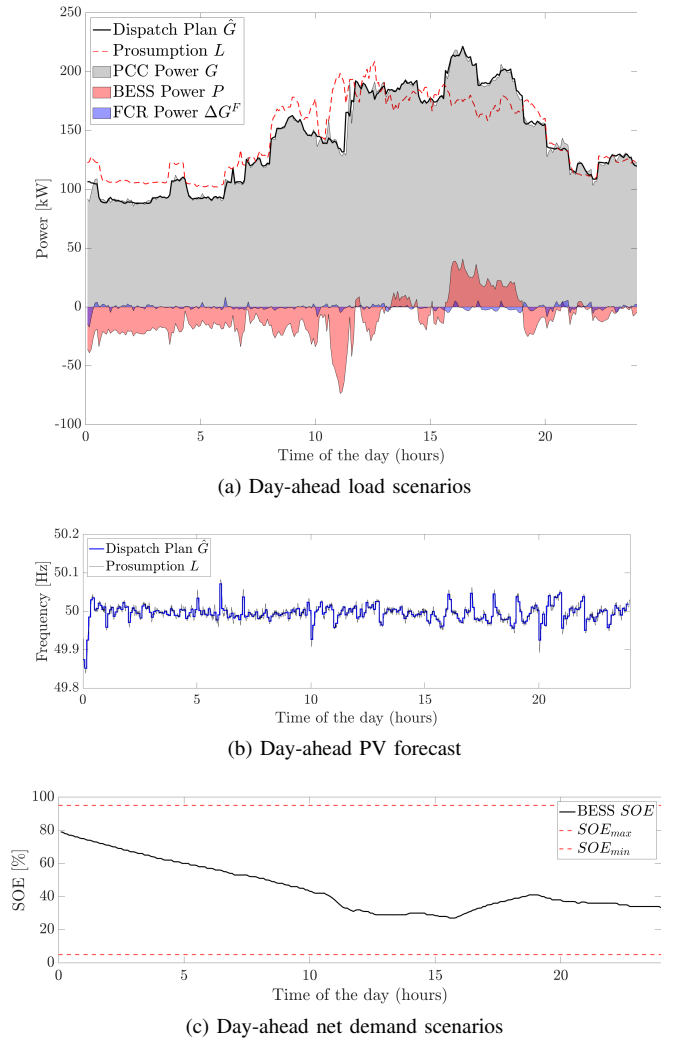 250
200
150
100
50
0
-50
-100
Power [kW]
Dispatch Plan Ĝ
Prosumption L
PCC Power G
BESS Power P
FCR Power ΔG^F
0 5 10 15 20
Time of the day (hours)
(a) Day-ahead load scenarios
50.2
50.1
50
49.9
49.8
Frequency [Hz]
Dispatch Plan Ĝ
Prosumption L
0 5 10 15 20
Time of the day (hours)
(b) Day-ahead PV forecast
100
80
60
40
20
0
SOE [%]
BESS SOE
SOE_max
SOE_min
0 5 10 15 20
Time of the day (hours)
(c) Day-ahead net demand scenarios